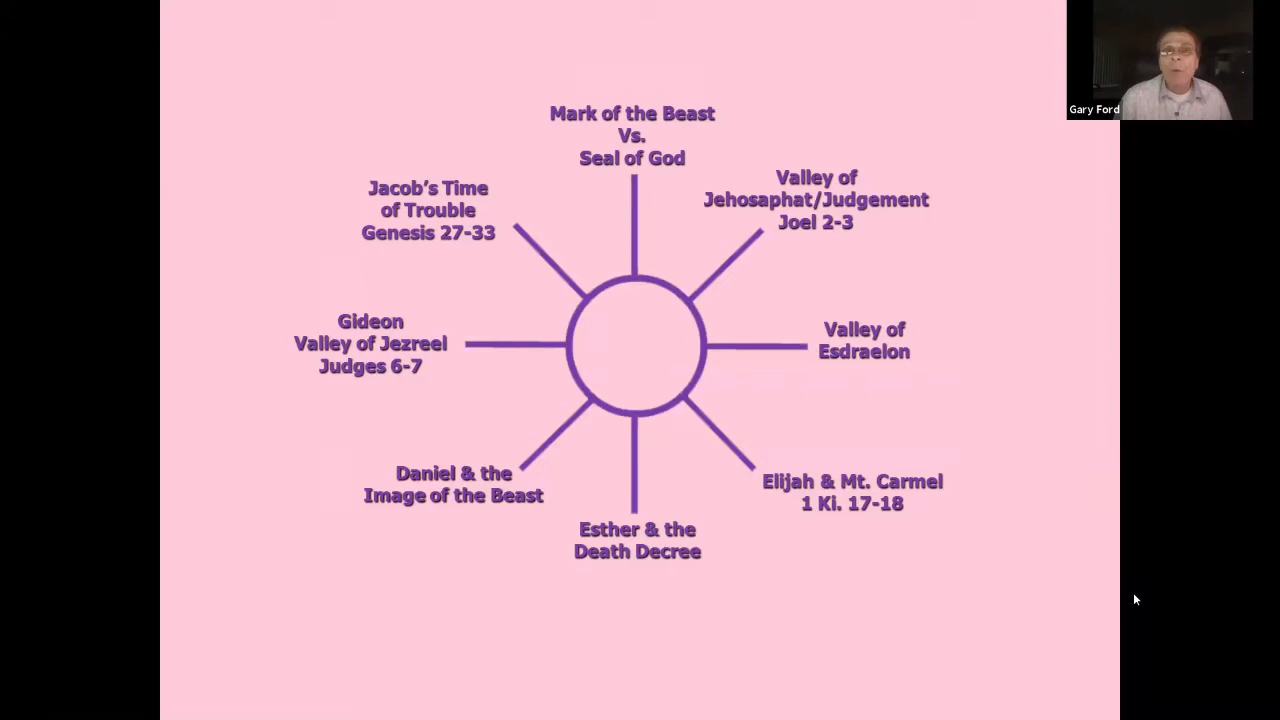 Gary Ford
Mark of the Beast
Vs.
Seal of God
Valley of
Jehosaphat/Judgement
Joel 2-3
Valley of
Esdraelon
Elijah & Mt. Carmel
1 Ki. 17-18
Esther & the
Death Decree
Daniel & the
Image of the Beast
Gideon
Valley of Jezreel
Judges 6-7
Jacob’s Time
of Trouble
Genesis 27-33